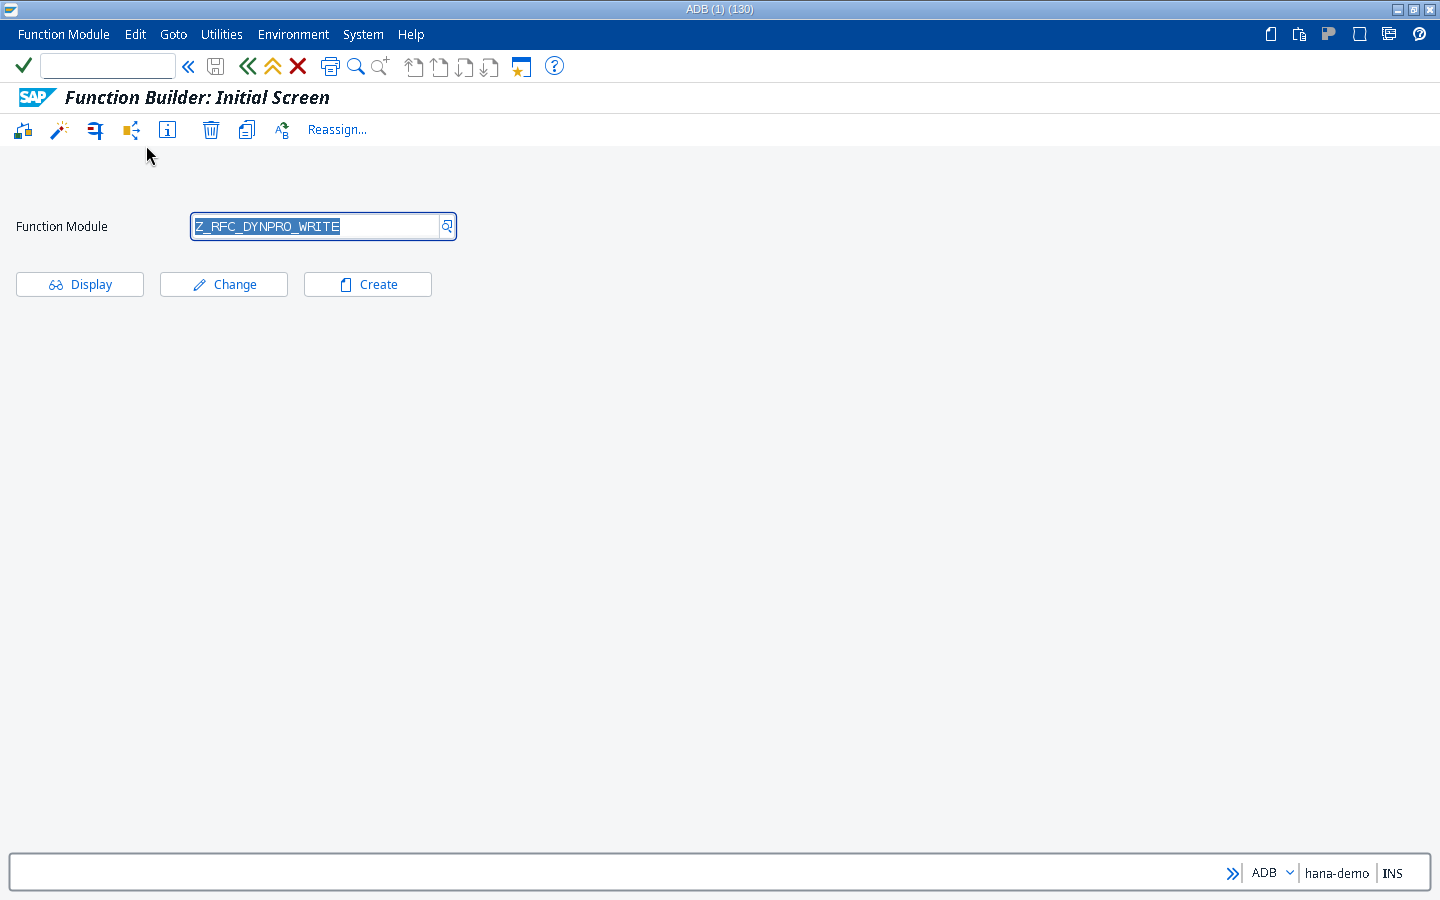 ADB (1) (130)
Function Module Edit Goto Utilities Environment System Help
SAP Function Builder: Initial Screen
Reassign...
Function Module Z_RFC_DYNPRO_WRITE
Display Change Create
ADB hana-demo INS